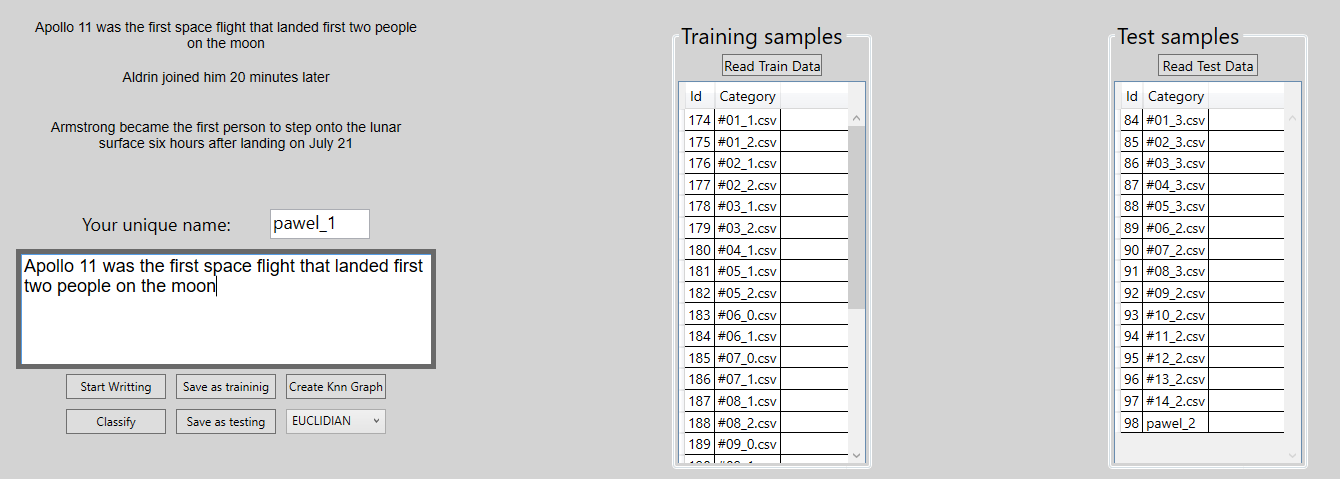 Apollo 11 was the first space flight that landed first two people
on the moon
Aldrin joined him 20 minutes later
Armstrong became the first person to step onto the lunar
surface six hours after landing on July 21
Your unique name: pawel_1
Apollo 11 was the first space flight that landed first
two people on the moon
Start Writting Save as traininig Create Knn Graph
Classify Save as testing EUCLIDIAN
Training samples
Read Train Data
Id Category
174 #01_1.csv
175 #01_2.csv
176 #02_1.csv
177 #02_2.csv
178 #03_1.csv
179 #03_2.csv
180 #04_1.csv
181 #05_1.csv
182 #05_2.csv
183 #06_0.csv
184 #06_1.csv
185 #07_0.csv
186 #07_1.csv
187 #08_1.csv
188 #08_2.csv
189 #09_0.csv
Test samples
Read Test Data
Id Category
84 #01_3.csv
85 #02_3.csv
86 #03_3.csv
87 #04_3.csv
88 #05_3.csv
89 #06_2.csv
90 #07_2.csv
91 #08_3.csv
92 #09_2.csv
93 #10_2.csv
94 #11_2.csv
95 #12_2.csv
96 #13_2.csv
97 #14_2.csv
98 pawel_2